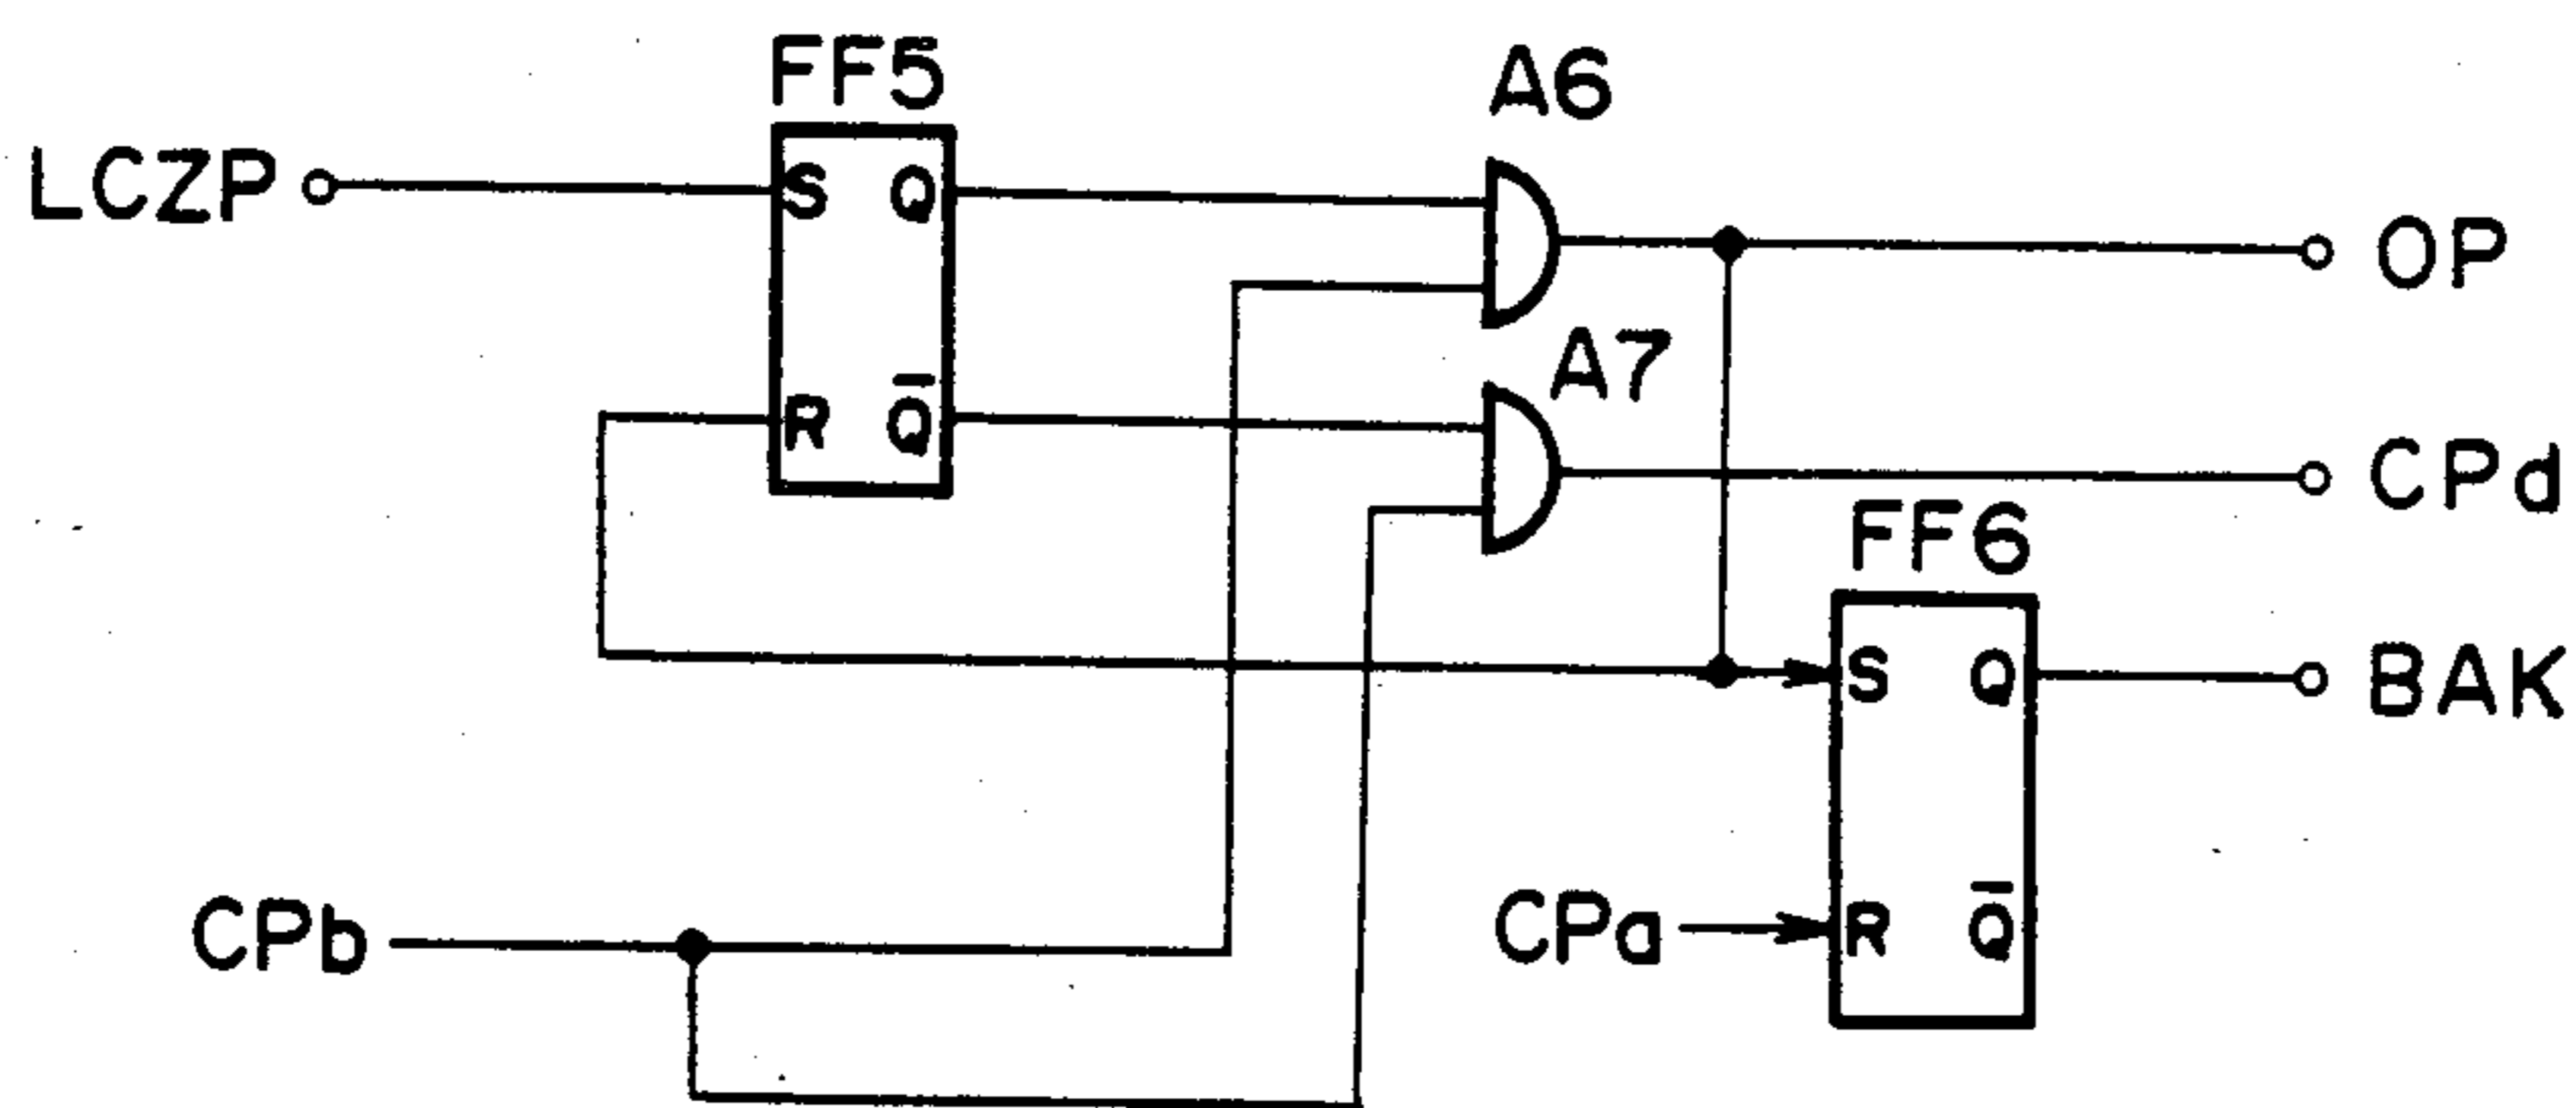 FF5
A6
LCZP
S Q
OP
A7
R Q̅
CPd
FF6
S Q
BAK
CPb
CPa
R Q̅